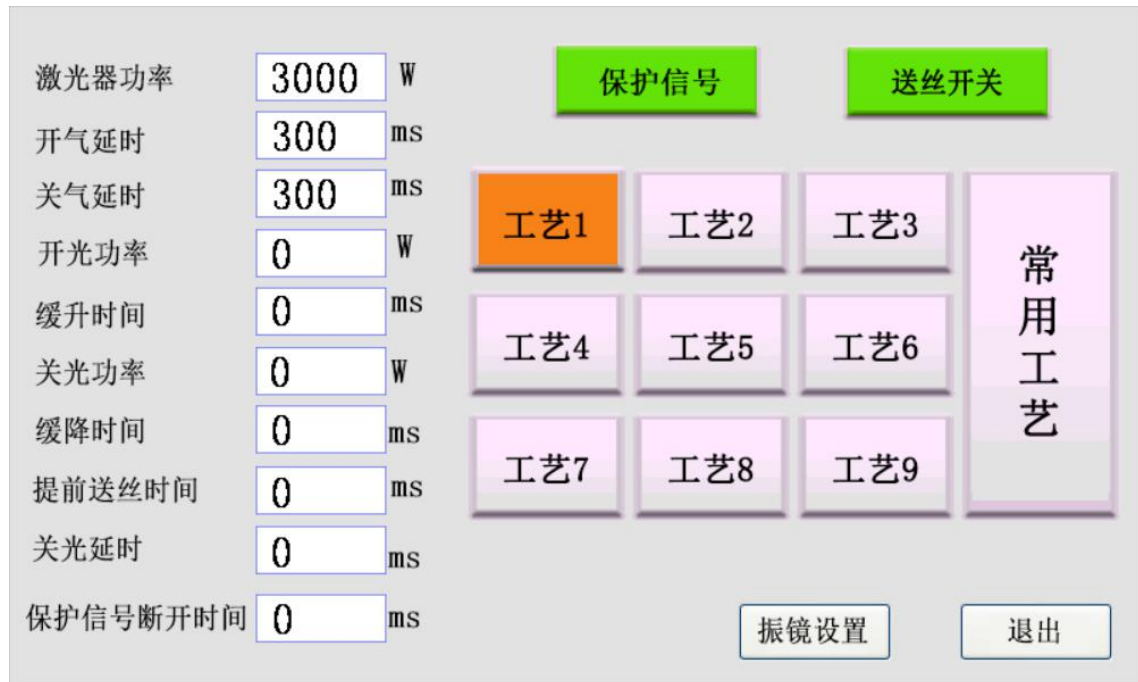 激光器功率 3000 W
开气延时 300 ms
关气延时 300 ms
开光功率 0 W
缓升时间 0 ms
关光功率 0 W
缓降时间 0 ms
提前送丝时间 0 ms
关光延时 0 ms
保护信号断开时间 0 ms
保护信号 送丝开关
工艺1 工艺2 工艺3
工艺4 工艺5 工艺6
工艺7 工艺8 工艺9
常用工艺
振镜设置 退出